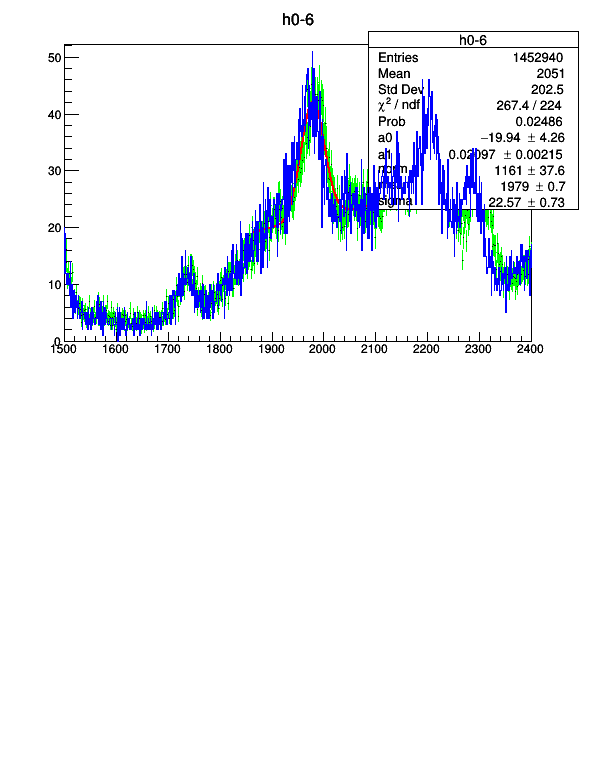 h0-6
h0-6
Entries 1452940
Mean 2051
Std Dev 202.5
χ² / ndf 267.4 / 224
Prob 0.02486
a0 −19.94 ± 4.26
0.02097 ± 0.00215
norm 1161 ± 37.6
1979 ± 0.7
sigma 22.57 ± 0.73
50
40
30
20
10
0
1500 1600 1700 1800 1900 2000 2100 2200 2300 2400